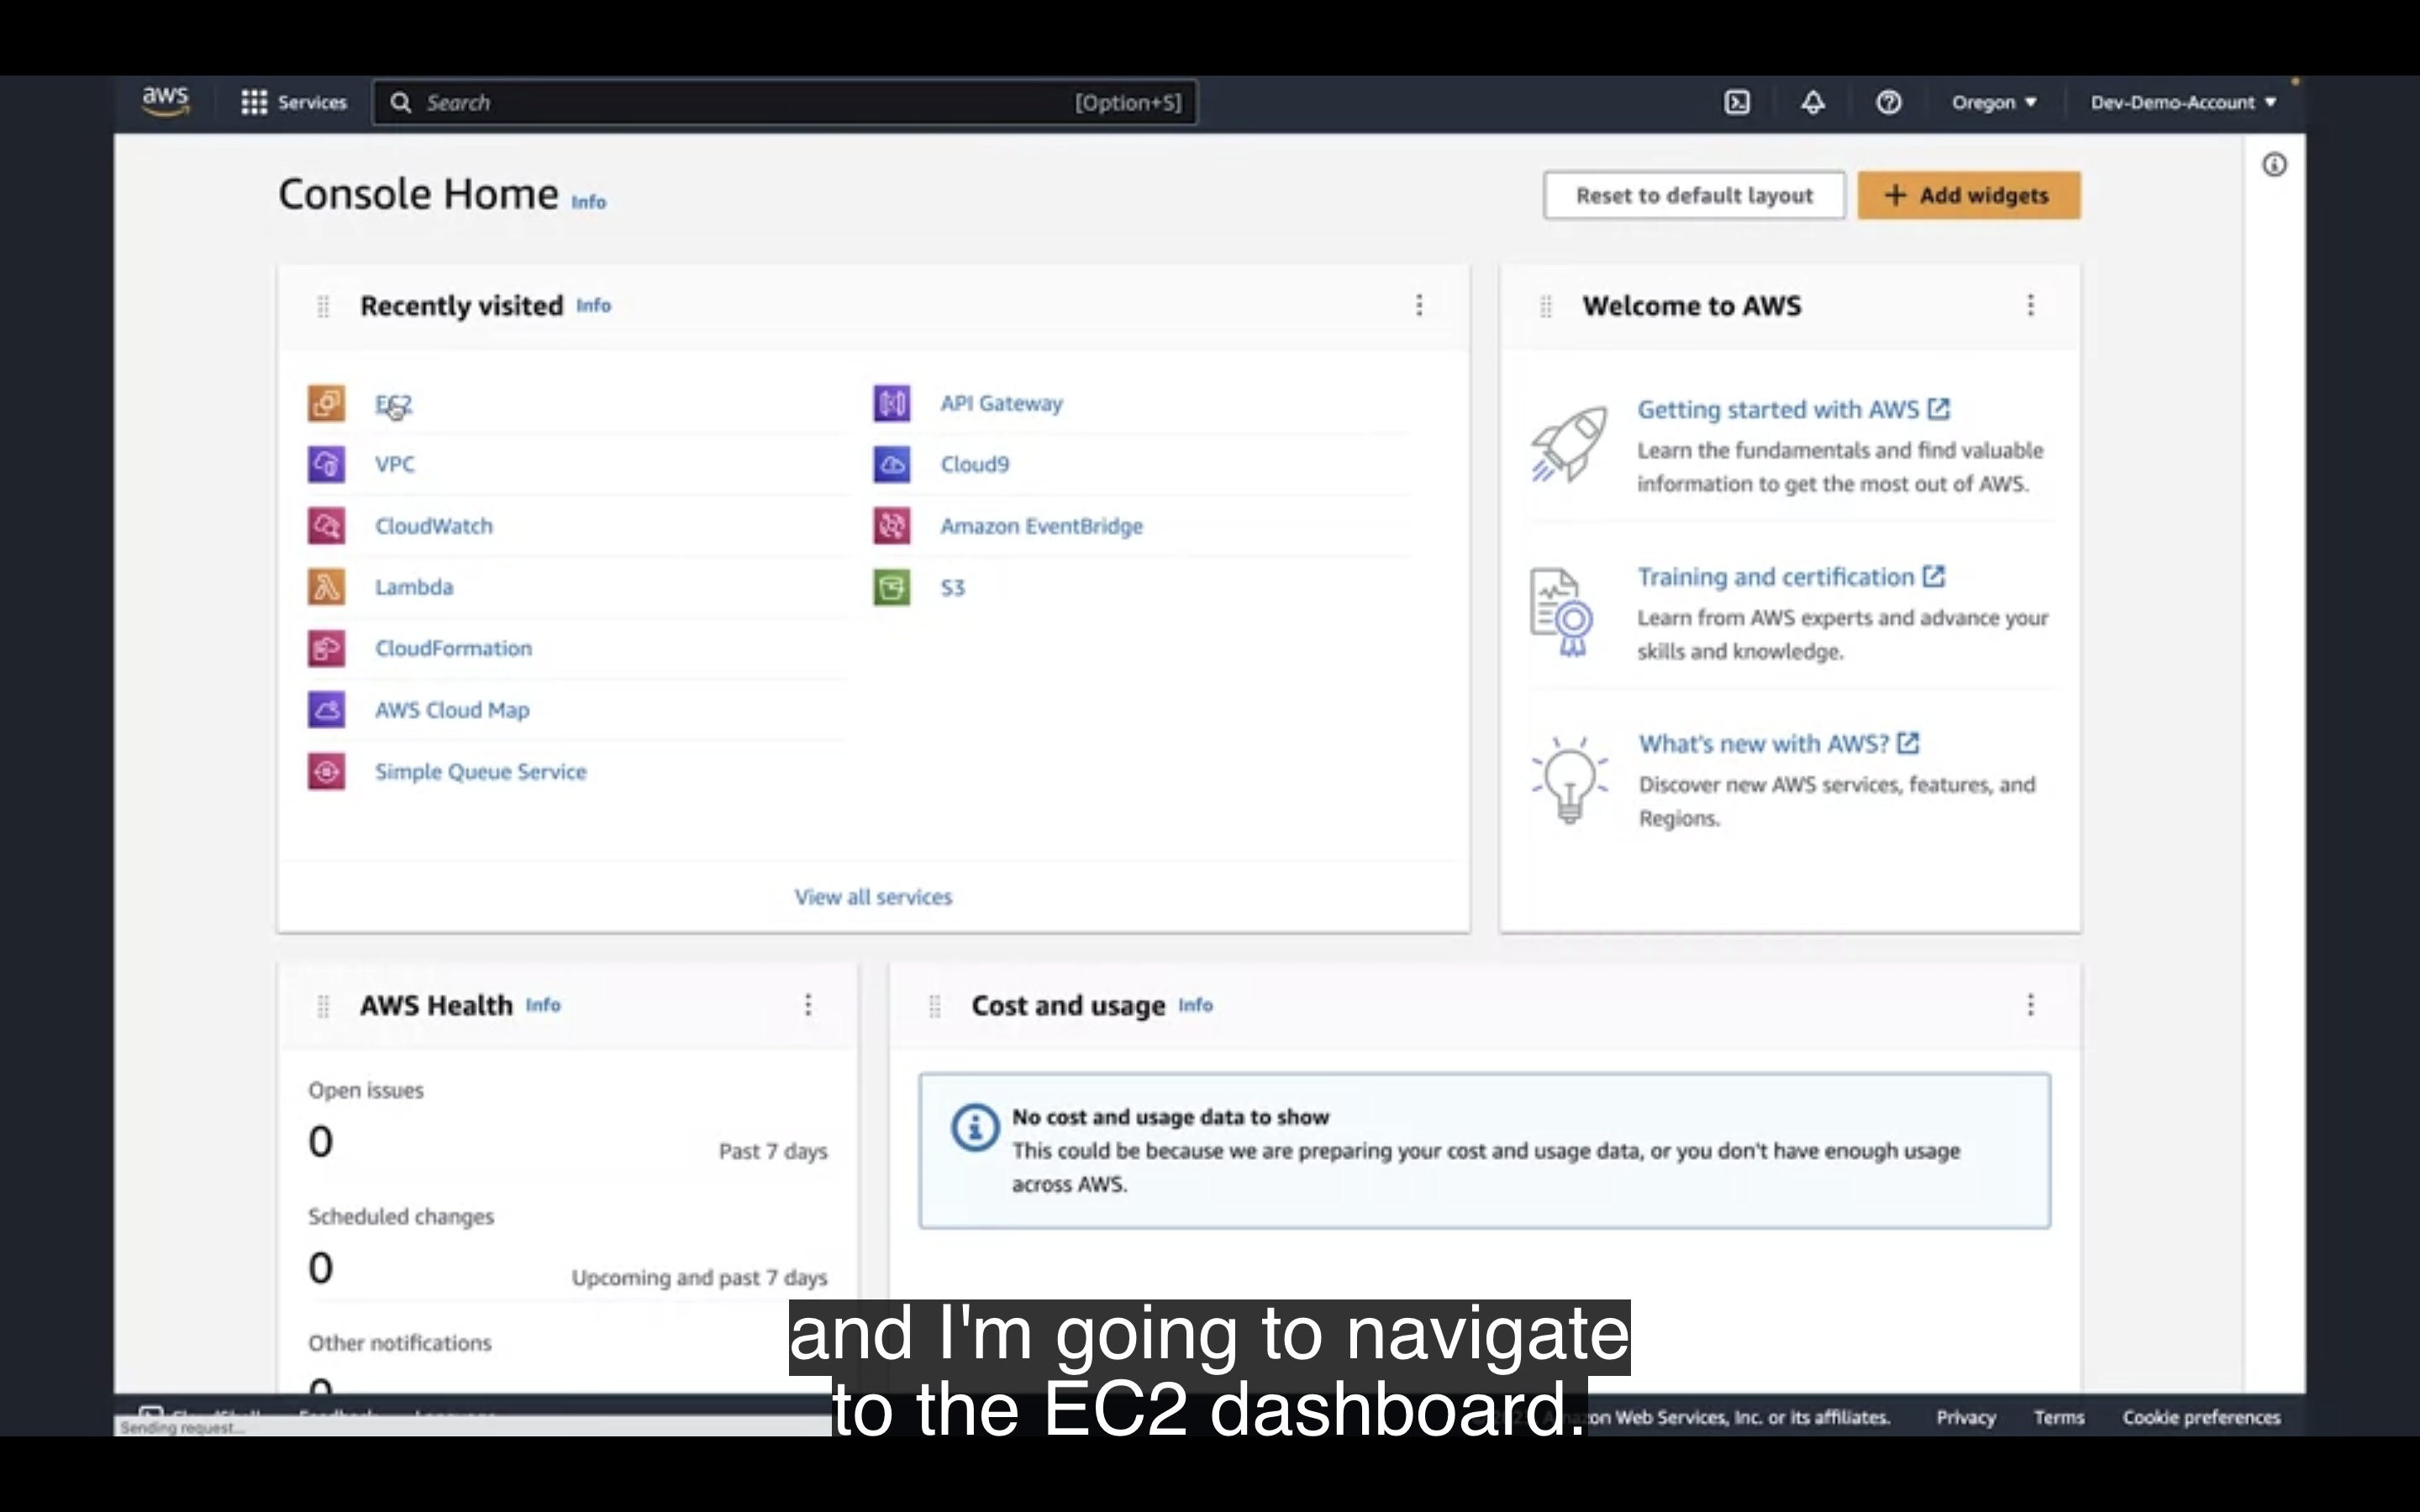 aws
Services
Search
[Option+S]
Oregon
Dev-Demo-Account
Console Home Info
Reset to default layout
+ Add widgets
Recently visited Info
EC2
VPC
CloudWatch
Lambda
CloudFormation
AWS Cloud Map
Simple Queue Service
API Gateway
Cloud9
Amazon EventBridge
S3
View all services
Welcome to AWS
Getting started with AWS
Learn the fundamentals and find valuable
information to get the most out of AWS.
Training and certification
Learn from AWS experts and advance your
skills and knowledge.
What's new with AWS?
Discover new AWS services, features, and
Regions.
AWS Health Info
Open issues
0
Past 7 days
Scheduled changes
0
Upcoming and past 7 days
Other notifications
0
Cost and usage Info
No cost and usage data to show
This could be because we are preparing your cost and usage data, or you don't have enough usage
across AWS.
and I'm going to navigate
to the EC2 dashboard.
Sending request...
Web Services, Inc. or its affiliates.
Privacy
Terms
Cookie preferences